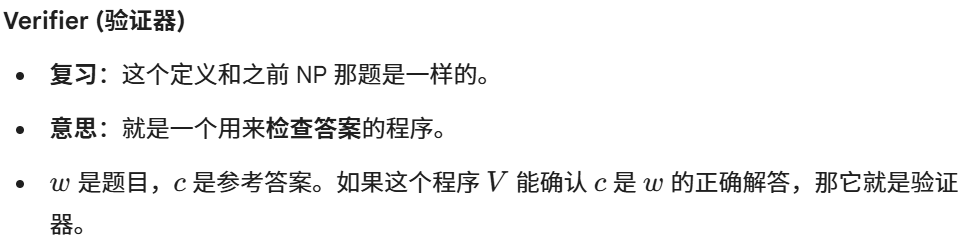 Verifier (验证器)
• 复习：这个定义和之前 NP 那题是一样的。
• 意思：就是一个用来检查答案的程序。
• w 是题目，c 是参考答案。如果这个程序 V 能确认 c 是 w 的正确解答，那它就是验证
器。